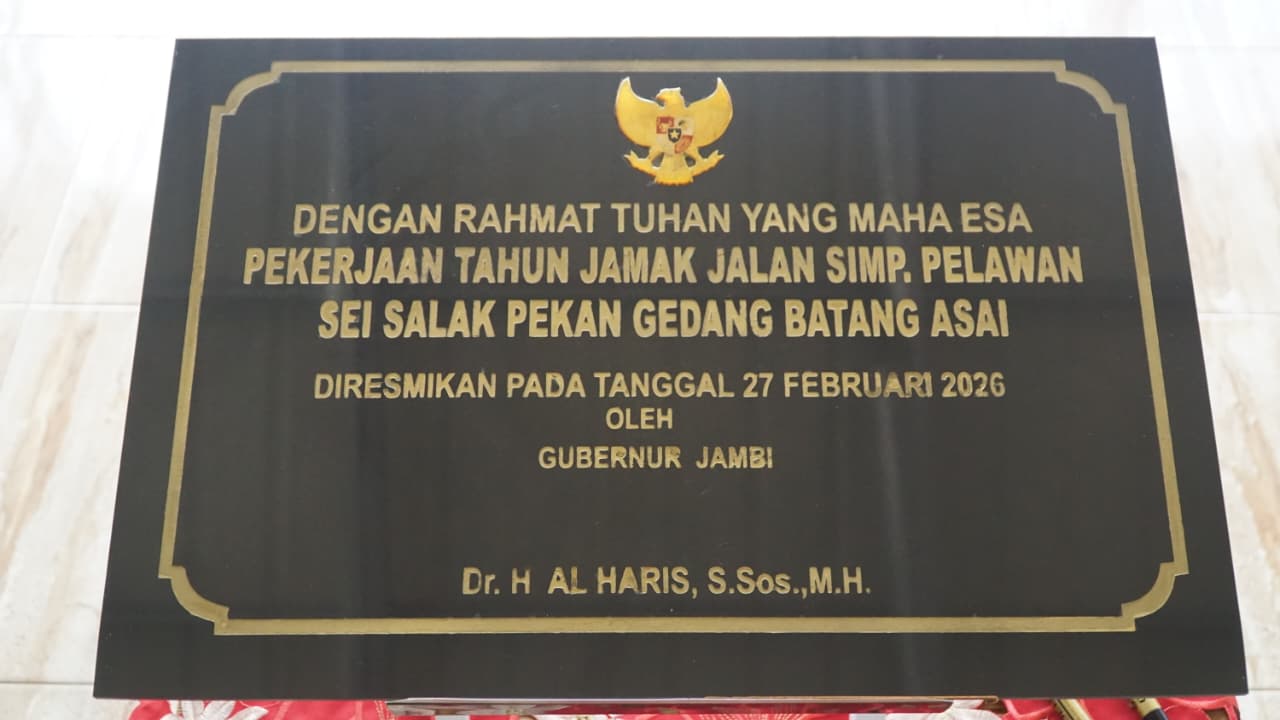 DENGAN RAHMAT TUHAN YANG MAHA ESA
PEKERJAAN TAHUN JAMAK JALAN SIMP. PELAWAN
SEI SALAK PEKAN GEDANG BATANG ASAI
DIRESMIKAN PADA TANGGAL 27 FEBRUARI 2026
OLEH
GUBERNUR JAMBI
Dr. H AL HARIS, S.Sos.,M.H.